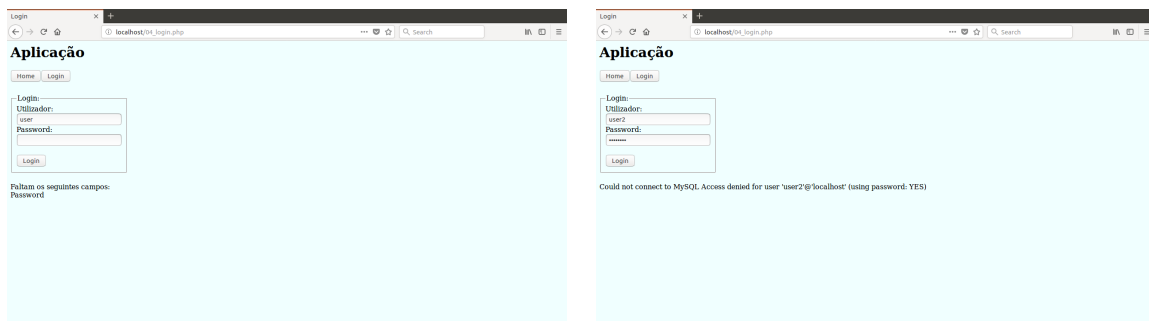 Login
localhost/04_login.php
Search
Aplicação
Home Login
Login:
Utilizador:
user
Password:
Login
Faltam os seguintes campos:
Password
Login
localhost/04_login.php
Search
Aplicação
Home Login
Login:
Utilizador:
user2
Password:
••••••••
Login
Could not connect to MySQL Access denied for user 'user2'@'localhost' (using password: YES)